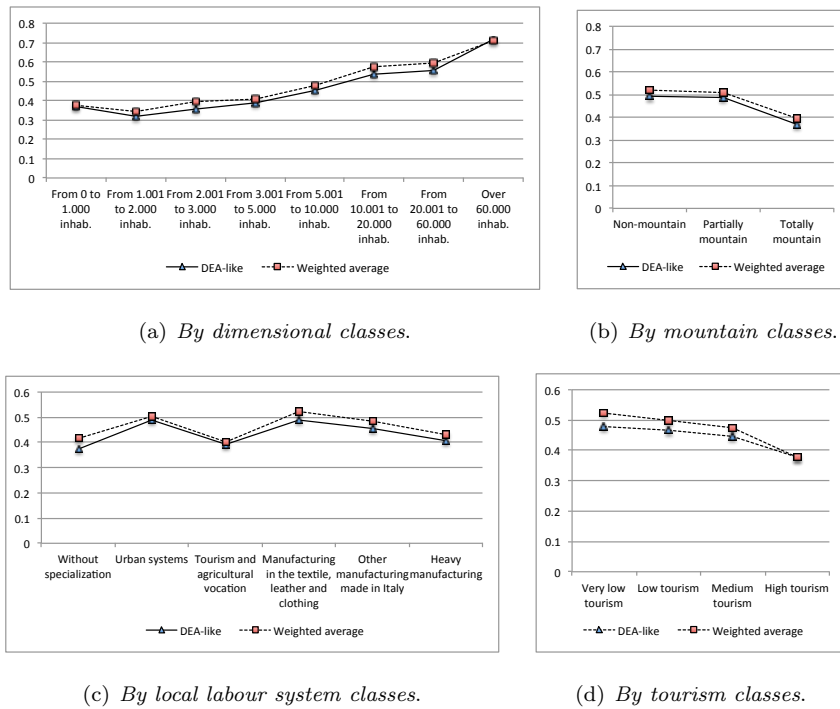 0.8
0.7
0.6
0.5
0.4
0.3
0.2
0.1
0
From 0 to From 1.001 From 2.001 From 3.001 From 5.001 From From Over
1.000 to 2.000 to 3.000 to 5.000 to 10.000 10.001 to 20.001 to 60.000
inhab. inhab. inhab. inhab. inhab. 20.000 60.000 inhab.
inhab. inhab.
DEA-like Weighted average
(a) By dimensional classes.
0.8
0.7
0.6
0.5
0.4
0.3
0.2
0.1
0
Non-mountain Partially Totally
mountain mountain
DEA-like Weighted average
(b) By mountain classes.
0.6
0.5
0.4
0.3
0.2
0.1
0
Without Urban systems Tourism and Manufacturing Other Heavy
specialization agricultural in the textile, manufacturing manufacturing
vocation leather and made in Italy
clothing
DEA-like Weighted average
(c) By local labour system classes.
0.6
0.5
0.4
0.3
0.2
0.1
0
Very low Low tourism Medium High tourism
tourism tourism
DEA-like Weighted average
(d) By tourism classes.